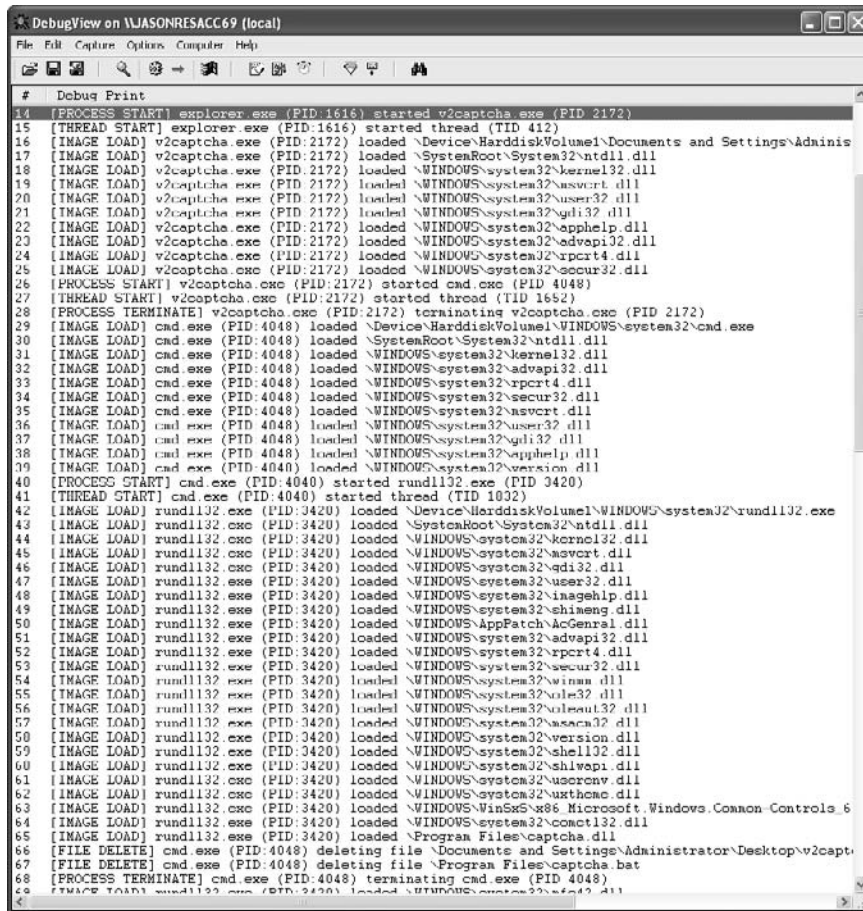 DebugView on \\JASONRESACC69 (local)
File Edit Capture Options Computer Help
# Debug Print
14 [PROCESS START] explorer.exe (PID:1616) started v2captcha.exe (PID 2172)
15 [THREAD START] explorer.exe (PID:1616) started thread (TID 412)
16 [IMAGE LOAD] v2captcha.exe (PID:2172) loaded \Device\HarddiskVolume1\Documents and Settings\Adminis
17 [IMAGE LOAD] v2captcha.exe (PID:2172) loaded \SystemRoot\System32\ntdll.dll
18 [IMAGE LOAD] v2captcha.exe (PID:2172) loaded \WINDOWS\system32\kernel32.dll
19 [IMAGE LOAD] v2captcha.exe (PID:2172) loaded \WINDOWS\system32\msvcrt.dll
20 [IMAGE LOAD] v2captcha.exe (PID:2172) loaded \WINDOWS\system32\user32.dll
21 [IMAGE LOAD] v2captcha.exe (PID:2172) loaded \WINDOWS\system32\gdi32.dll
22 [IMAGE LOAD] v2captcha.exe (PID:2172) loaded \WINDOWS\system32\apphelp.dll
23 [IMAGE LOAD] v2captcha.exe (PID:2172) loaded \WINDOWS\system32\advapi32.dll
24 [IMAGE LOAD] v2captcha.exe (PID:2172) loaded \WINDOWS\system32\rpcrt4.dll
25 [IMAGE LOAD] v2captcha.exe (PID:2172) loaded \WINDOWS\system32\secur32.dll
26 [PROCESS START] v2captcha.exe (PID:2172) started cmd.exe (PID 4048)
27 [THREAD START] v2captcha.exe (PID:2172) started thread (TID 1652)
28 [PROCESS TERMINATE] v2captcha.exe (PID:2172) terminating v2captcha.exe (PID 2172)
29 [IMAGE LOAD] cmd.exe (PID:4048) loaded \Device\HarddiskVolume1\WINDOWS\system32\cmd.exe
30 [IMAGE LOAD] cmd.exe (PID:4048) loaded \SystemRoot\System32\ntdll.dll
31 [IMAGE LOAD] cmd.exe (PID:4048) loaded \WINDOWS\system32\kernel32.dll
32 [IMAGE LOAD] cmd.exe (PID:4048) loaded \WINDOWS\system32\advapi32.dll
33 [IMAGE LOAD] cmd.exe (PID:4048) loaded \WINDOWS\system32\rpcrt4.dll
34 [IMAGE LOAD] cmd.exe (PID:4048) loaded \WINDOWS\system32\secur32.dll
35 [IMAGE LOAD] cmd.exe (PID:4048) loaded \WINDOWS\system32\msvcrt.dll
36 [IMAGE LOAD] cmd.exe (PID:4048) loaded \WINDOWS\system32\user32.dll
37 [IMAGE LOAD] cmd.exe (PID:4048) loaded \WINDOWS\system32\gdi32.dll
38 [IMAGE LOAD] cmd.exe (PID:4048) loaded \WINDOWS\system32\apphelp.dll
39 [IMAGE LOAD] cmd.exe (PID:4048) loaded \WINDOWS\system32\version.dll
40 [PROCESS START] cmd.exe (PID:4048) started rundll32.exe (PID 3420)
41 [THREAD START] cmd.exe (PID:4048) started thread (TID 1832)
42 [IMAGE LOAD] rundll32.exe (PID:3420) loaded \Device\HarddiskVolume1\WINDOWS\system32\rundll32.exe
43 [IMAGE LOAD] rundll32.exe (PID:3420) loaded \SystemRoot\System32\ntdll.dll
44 [IMAGE LOAD] rundll32.exe (PID:3420) loaded \WINDOWS\system32\kernel32.dll
45 [IMAGE LOAD] rundll32.exe (PID:3420) loaded \WINDOWS\system32\msvcrt.dll
46 [IMAGE LOAD] rundll32.exe (PID:3420) loaded \WINDOWS\system32\gdi32.dll
47 [IMAGE LOAD] rundll32.exe (PID:3420) loaded \WINDOWS\system32\user32.dll
48 [IMAGE LOAD] rundll32.exe (PID:3420) loaded \WINDOWS\system32\imagehlp.dll
49 [IMAGE LOAD] rundll32.exe (PID:3420) loaded \WINDOWS\system32\shimeng.dll
50 [IMAGE LOAD] rundll32.exe (PID:3420) loaded \WINDOWS\AppPatch\AcGenral.dll
51 [IMAGE LOAD] rundll32.exe (PID:3420) loaded \WINDOWS\system32\advapi32.dll
52 [IMAGE LOAD] rundll32.exe (PID:3420) loaded \WINDOWS\system32\rpcrt4.dll
53 [IMAGE LOAD] rundll32.exe (PID:3420) loaded \WINDOWS\system32\secur32.dll
54 [IMAGE LOAD] rundll32.exe (PID:3420) loaded \WINDOWS\system32\winmm.dll
55 [IMAGE LOAD] rundll32.exe (PID:3420) loaded \WINDOWS\system32\ole32.dll
56 [IMAGE LOAD] rundll32.exe (PID:3420) loaded \WINDOWS\system32\oleaut32.dll
57 [IMAGE LOAD] rundll32.exe (PID:3420) loaded \WINDOWS\system32\msacm32.dll
58 [IMAGE LOAD] rundll32.exe (PID:3420) loaded \WINDOWS\system32\version.dll
59 [IMAGE LOAD] rundll32.exe (PID:3420) loaded \WINDOWS\system32\shell32.dll
60 [IMAGE LOAD] rundll32.exe (PID:3420) loaded \WINDOWS\system32\shlwapi.dll
61 [IMAGE LOAD] rundll32.exe (PID:3420) loaded \WINDOWS\system32\userenv.dll
62 [IMAGE LOAD] rundll32.exe (PID:3420) loaded \WINDOWS\system32\uxtheme.dll
63 [IMAGE LOAD] rundll32.exe (PID:3420) loaded \WINDOWS\WinSxS\x86_Microsoft.Windows.Common-Controls_6
64 [IMAGE LOAD] rundll32.exe (PID:3420) loaded \WINDOWS\system32\comctl32.dll
65 [IMAGE LOAD] rundll32.exe (PID:3420) loaded \Program Files\captcha.dll
66 [FILE DELETE] cmd.exe (PID:4048) deleting file \Documents and Settings\Administrator\Desktop\v2capt
67 [FILE DELETE] cmd.exe (PID:4048) deleting file \Program Files\captcha.bat
68 [PROCESS TERMINATE] cmd.exe (PID:4048) terminating cmd.exe (PID 4048)
69 [IMAGE LOAD] rundll32.exe (PID:3420) loaded \WINDOWS\system32\mfc42.dll